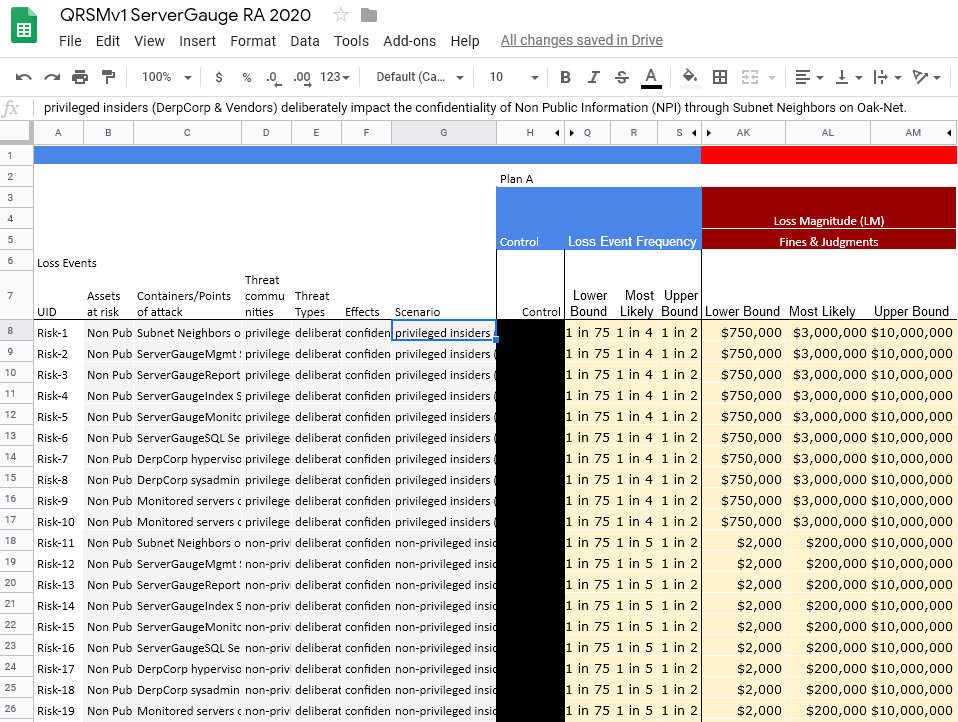 QRSMv1 ServerGauge RA 2020
File Edit View Insert Format Data Tools Add-ons Help All changes saved in Drive
100% $ % .0 .00 123 Default (Ca... 10 B I S A
fx privileged insiders (DerpCorp & Vendors) deliberately impact the confidentiality of Non Public Information (NPI) through Subnet Neighbors on Oak-Net.
A B C D E F G H Q R S AK AL AM
1
2 Plan A
3
4 Loss Magnitude (LM)
5 Control Loss Event Frequency Fines & Judgments
6 Loss Events
7 UID Assets at risk Containers/Points of attack Threat commu nities Threat Types Effects Scenario Control Lower Bound Most Likely Upper Bound Lower Bound Most Likely Upper Bound
8 Risk-1 Non Pub Subnet Neighbors o privilege deliberat confiden privileged insiders 1 in 75 1 in 4 1 in 2 $750,000 $3,000,000 $10,000,000
9 Risk-2 Non Pub ServerGaugeMgmt privilege deliberat confiden privileged insiders ( 1 in 75 1 in 4 1 in 2 $750,000 $3,000,000 $10,000,000
10 Risk-3 Non Pub ServerGaugeReport privilege deliberat confiden privileged insiders ( 1 in 75 1 in 4 1 in 2 $750,000 $3,000,000 $10,000,000
11 Risk-4 Non Pub ServerGaugeIndex S privilege deliberat confiden privileged insiders ( 1 in 75 1 in 4 1 in 2 $750,000 $3,000,000 $10,000,000
12 Risk-5 Non Pub ServerGaugeMonito privilege deliberat confiden privileged insiders ( 1 in 75 1 in 4 1 in 2 $750,000 $3,000,000 $10,000,000
13 Risk-6 Non Pub ServerGaugeSQL Se privilege deliberat confiden privileged insiders ( 1 in 75 1 in 4 1 in 2 $750,000 $3,000,000 $10,000,000
14 Risk-7 Non Pub DerpCorp hyperviso privilege deliberat confiden privileged insiders ( 1 in 75 1 in 4 1 in 2 $750,000 $3,000,000 $10,000,000
15 Risk-8 Non Pub DerpCorp sysadmin privilege deliberat confiden privileged insiders ( 1 in 75 1 in 4 1 in 2 $750,000 $3,000,000 $10,000,000
16 Risk-9 Non Pub Monitored servers c privilege deliberat confiden privileged insiders ( 1 in 75 1 in 4 1 in 2 $750,000 $3,000,000 $10,000,000
17 Risk-10 Non Pub Monitored servers c privilege deliberat confiden privileged insiders ( 1 in 75 1 in 4 1 in 2 $750,000 $3,000,000 $10,000,000
18 Risk-11 Non Pub Subnet Neighbors o non-privi deliberat confiden non-privileged insid 1 in 75 1 in 5 1 in 2 $2,000 $200,000 $10,000,000
19 Risk-12 Non Pub ServerGaugeMgmt non-privi deliberat confiden non-privileged insid 1 in 75 1 in 5 1 in 2 $2,000 $200,000 $10,000,000
20 Risk-13 Non Pub ServerGaugeReport non-privi deliberat confiden non-privileged insid 1 in 75 1 in 5 1 in 2 $2,000 $200,000 $10,000,000
21 Risk-14 Non Pub ServerGaugeIndex S non-privi deliberat confiden non-privileged insid 1 in 75 1 in 5 1 in 2 $2,000 $200,000 $10,000,000
22 Risk-15 Non Pub ServerGaugeMonito non-privi deliberat confiden non-privileged insid 1 in 75 1 in 5 1 in 2 $2,000 $200,000 $10,000,000
23 Risk-16 Non Pub ServerGaugeSQL Se non-privi deliberat confiden non-privileged insid 1 in 75 1 in 5 1 in 2 $2,000 $200,000 $10,000,000
24 Risk-17 Non Pub DerpCorp hyperviso non-privi deliberat confiden non-privileged insid 1 in 75 1 in 5 1 in 2 $2,000 $200,000 $10,000,000
25 Risk-18 Non Pub DerpCorp sysadmin non-privi deliberat confiden non-privileged insid 1 in 75 1 in 5 1 in 2 $2,000 $200,000 $10,000,000
26 Risk-19 Non Pub Monitored servers c non-privi deliberat confiden non-privileged insid 1 in 75 1 in 5 1 in 2 $2,000 $200,000 $10,000,000